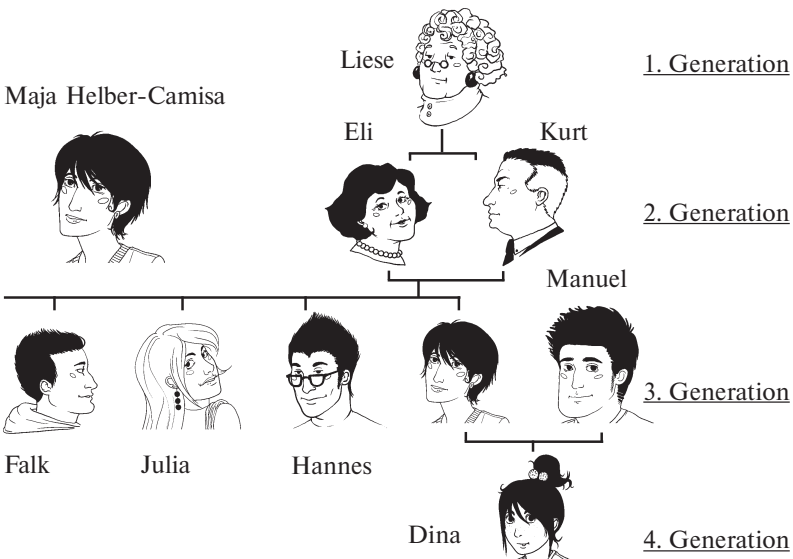 Liese
1. Generation
Maja Helber-Camisa
Eli
Kurt
2. Generation
Manuel
3. Generation
Falk
Julia
Hannes
Dina
4. Generation